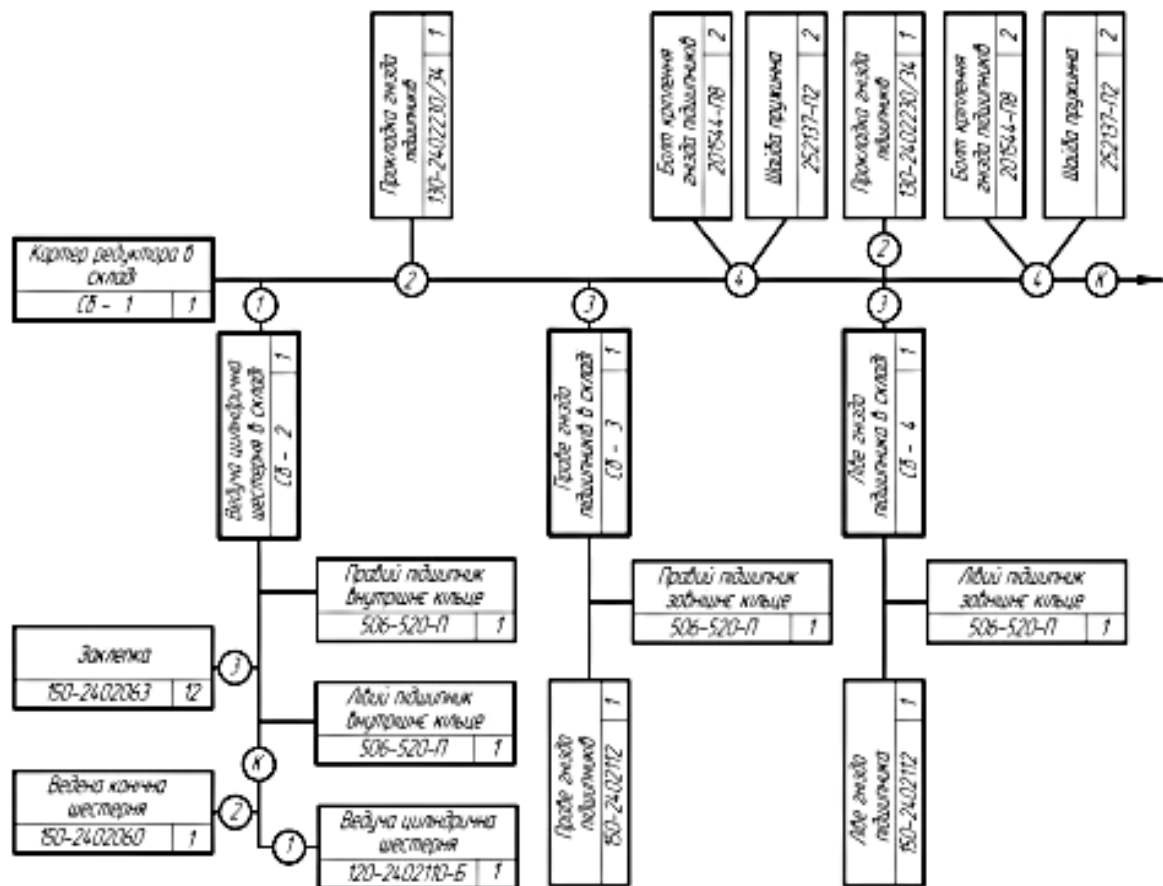 Прокладка гнізда
підшипників
130-2402230/34
1
Болт кріплення
гнізда підшипників
201544-П8
2
Шайба пружинна
252137-П2
2
Прокладка гнізда
підшипників
130-2402230/34
1
Болт кріплення
гнізда підшипників
201544-П8
2
Шайба пружинна
252137-П2
2
Картер редуктора в
складі
СБ - 1
1
1
2
3
4
2
3
4
К
Ведуча циліндрична
шестерня в складі
СБ - 2
1
Праве гніздо
підшипників в складі
СБ - 3
1
Ліве гніздо
підшипника в складі
СБ - 4
1
Правий підшипник
внутрішнє кільце
506-520-П
1
Правий підшипник
зовнішнє кільце
506-520-П
1
Лівий підшипник
зовнішнє кільце
506-520-П
1
Заклепка
150-2402063
12
3
Лівий підшипник
внутрішнє кільце
506-520-П
1
К
Ведена конічна
шестерня
150-2402060
1
2
1
Ведуча циліндрична
шестерня
120-2402110-Б
1
Праве гніздо
підшипників
150-2402112
1
Ліве гніздо
підшипника
150-2402112
1